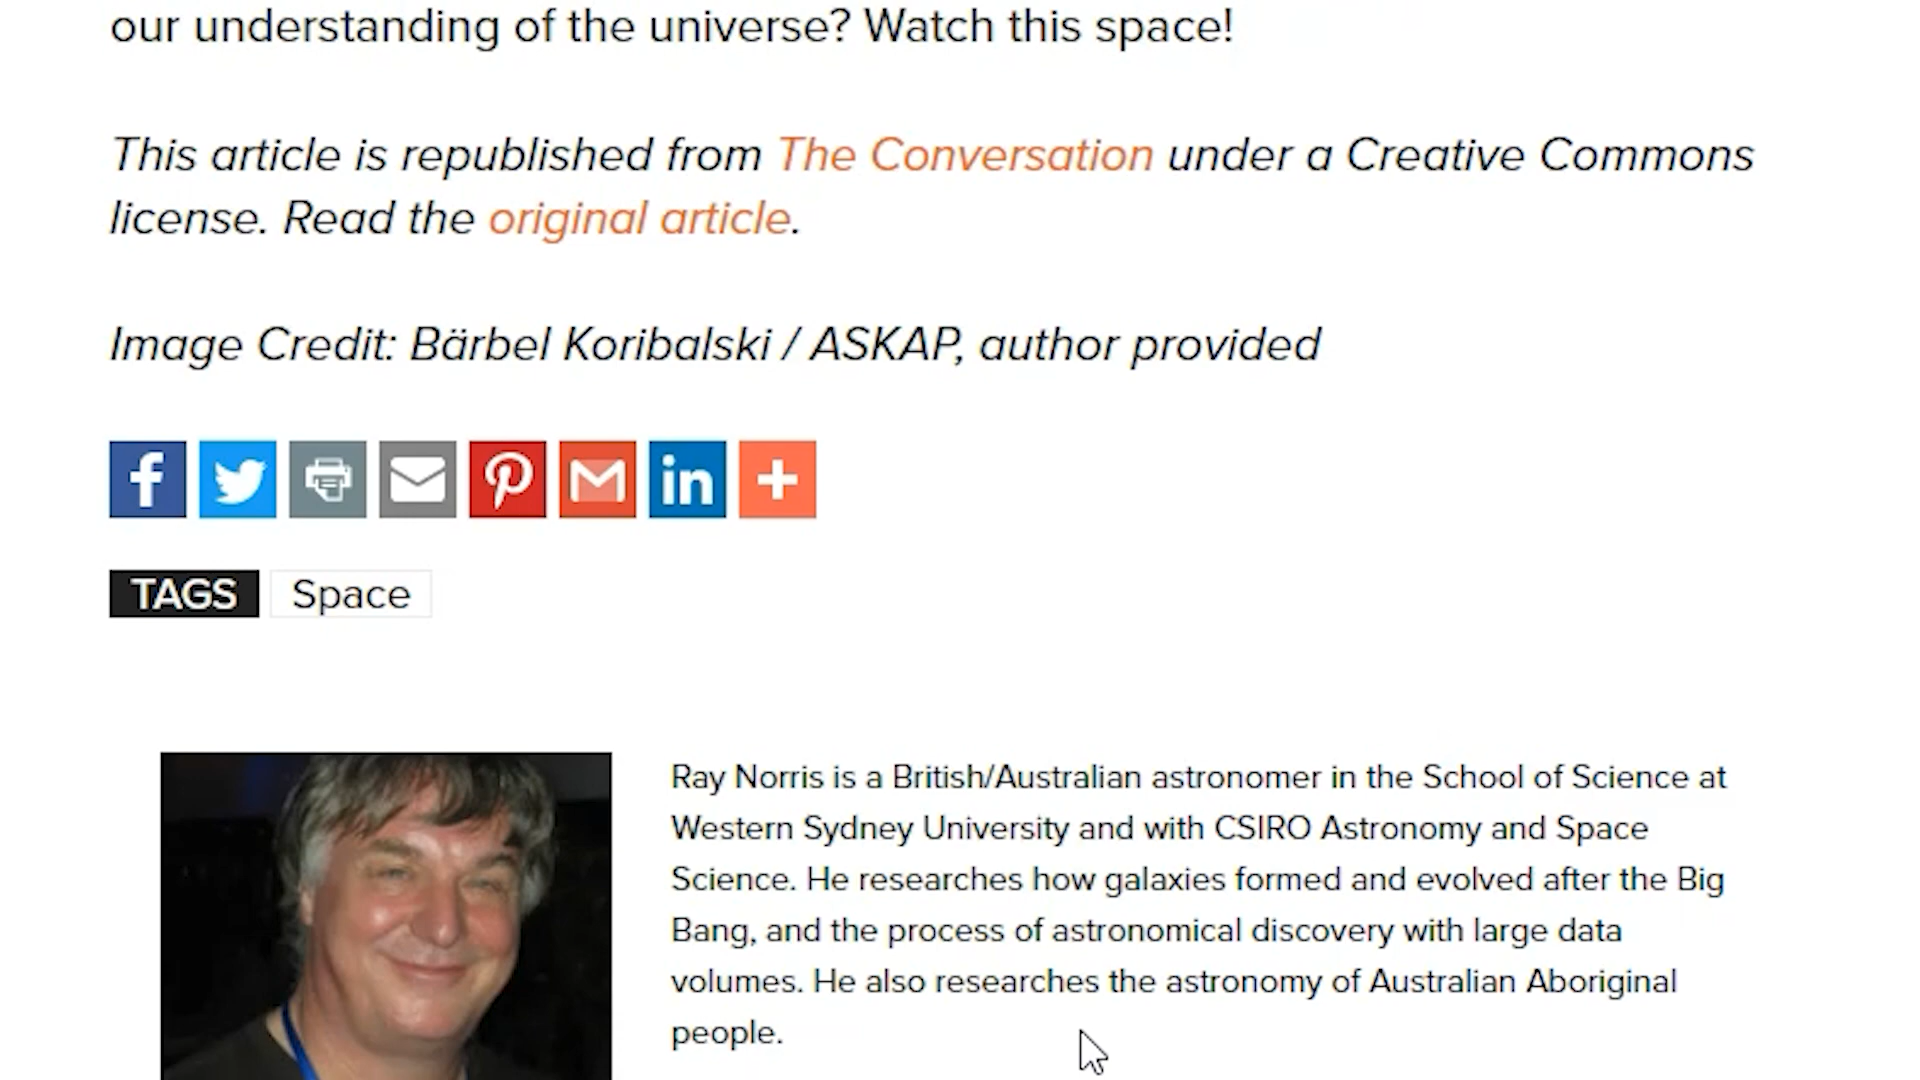 our understanding of the universe? Watch this space!
This article is republished from The Conversation under a Creative Commons
license. Read the original article.
Image Credit: Bärbel Koribalski / ASKAP, author provided
TAGS Space
Ray Norris is a British/Australian astronomer in the School of Science at
Western Sydney University and with CSIRO Astronomy and Space
Science. He researches how galaxies formed and evolved after the Big
Bang, and the process of astronomical discovery with large data
volumes. He also researches the astronomy of Australian Aboriginal
people.